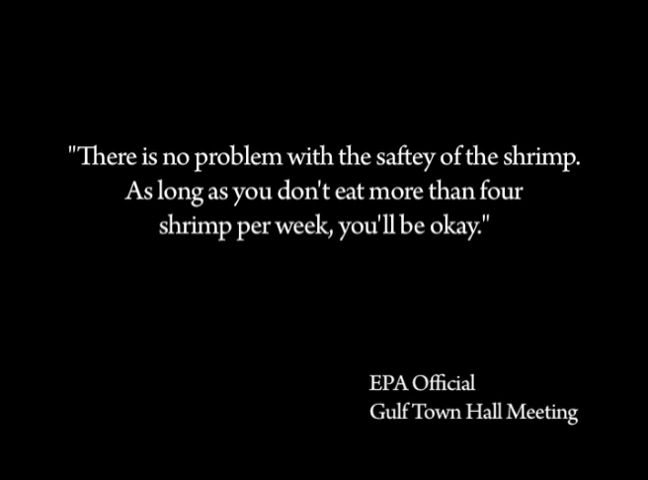 "There is no problem with the saftey of the shrimp.
As long as you don't eat more than four
shrimp per week, you'll be okay."
EPA Official
Gulf Town Hall Meeting